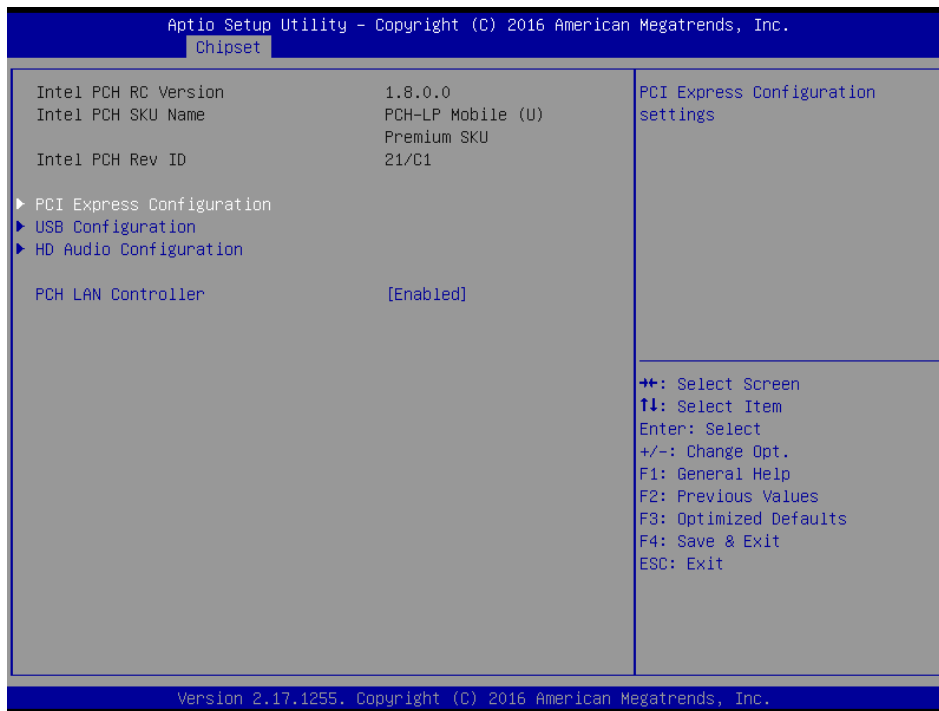 Aptio Setup Utility – Copyright (C) 2016 American Megatrends, Inc.
Chipset
Intel PCH RC Version 1.8.0.0
Intel PCH SKU Name PCH-LP Mobile (U)
Premium SKU
Intel PCH Rev ID 21/C1
▶ PCI Express Configuration
▶ USB Configuration
▶ HD Audio Configuration
PCH LAN Controller [Enabled]
PCI Express Configuration
settings
→←: Select Screen
↑↓: Select Item
Enter: Select
+/-: Change Opt.
F1: General Help
F2: Previous Values
F3: Optimized Defaults
F4: Save & Exit
ESC: Exit
Version 2.17.1255. Copyright (C) 2016 American Megatrends, Inc.